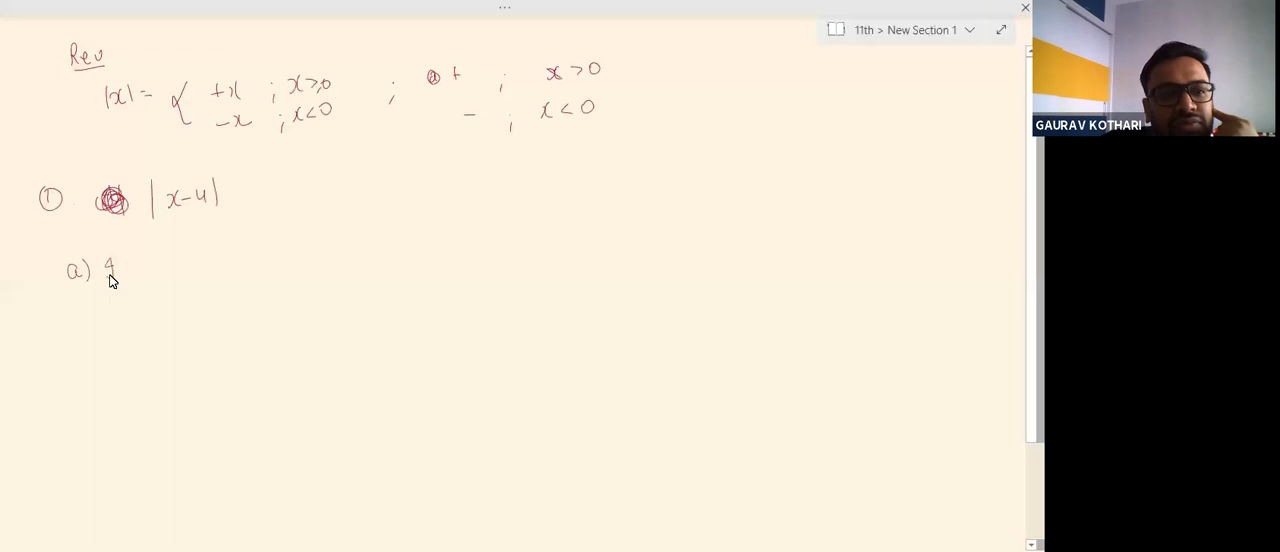 11th > New Section 1
GAURAV KOTHARI
Rev
|x| = { +x ; x≥0 ; + ; x>0
-x ; x<0 - ; x<0
① |x-4|
a) 4